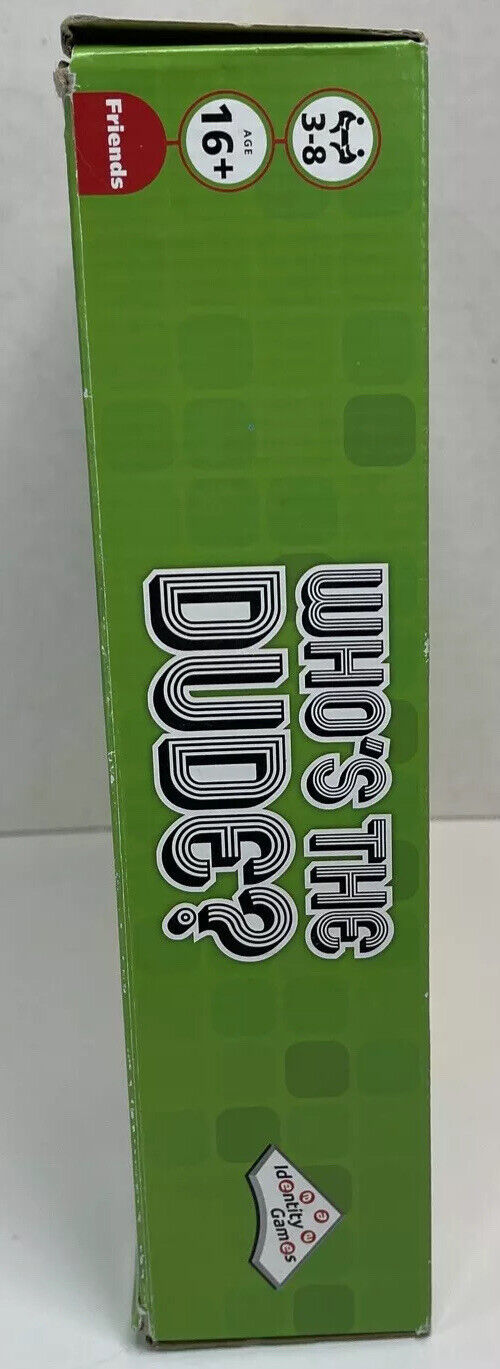 Friends
AGE
16+
3-8
WHO'S THE
DUDE?
Identity
Games